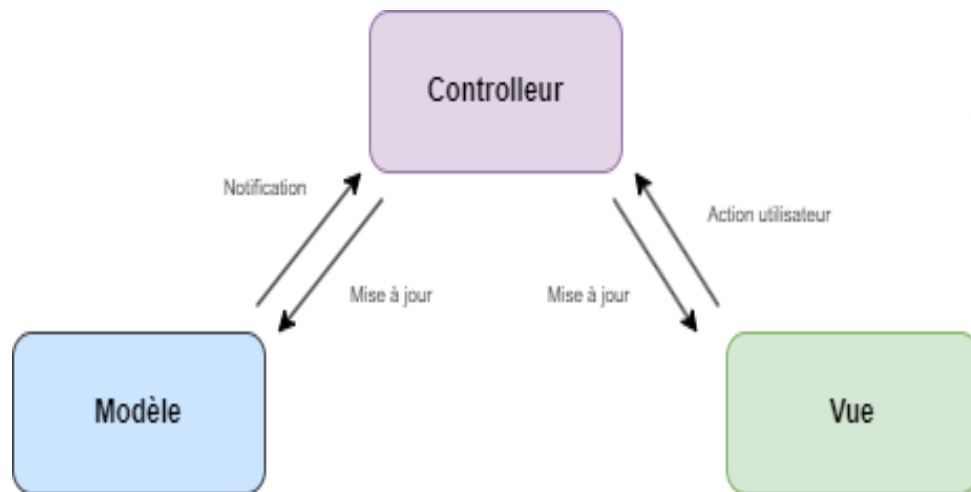 Controlleur
Notification
Action utilisateur
Mise à jour
Mise à jour
Modèle
Vue